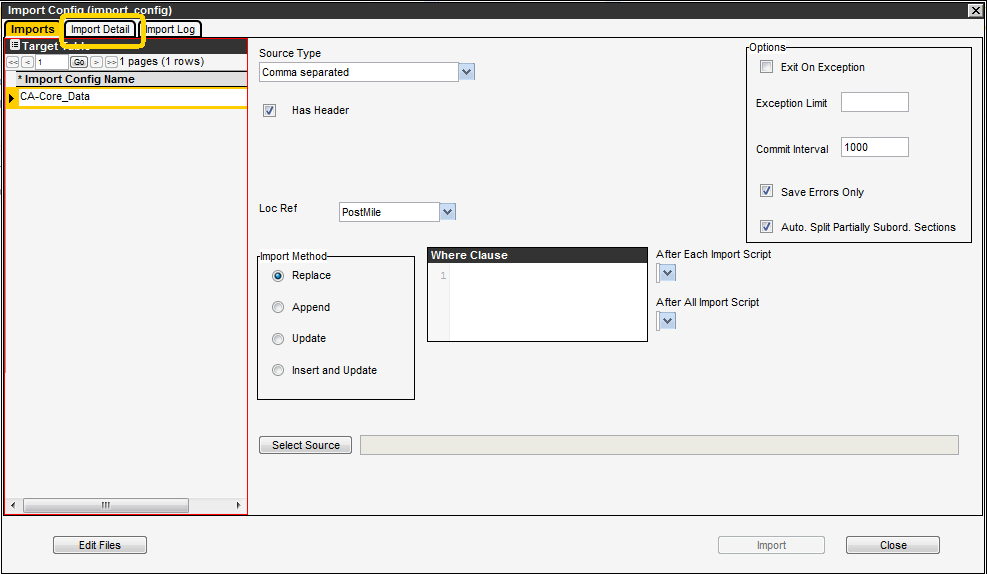 Import Config (import_config)
Imports Import Detail Import Log
Target Table
<< < 1 Go > >> 1 pages (1 rows)
* Import Config Name
CA-Core_Data
Source Type
Comma separated
Has Header
Loc Ref PostMile
Import Method
Replace
Append
Update
Insert and Update
Where Clause
1
After Each Import Script
After All Import Script
Options
Exit On Exception
Exception Limit
Commit Interval 1000
Save Errors Only
Auto. Split Partially Subord. Sections
Select Source
Edit Files Import Close